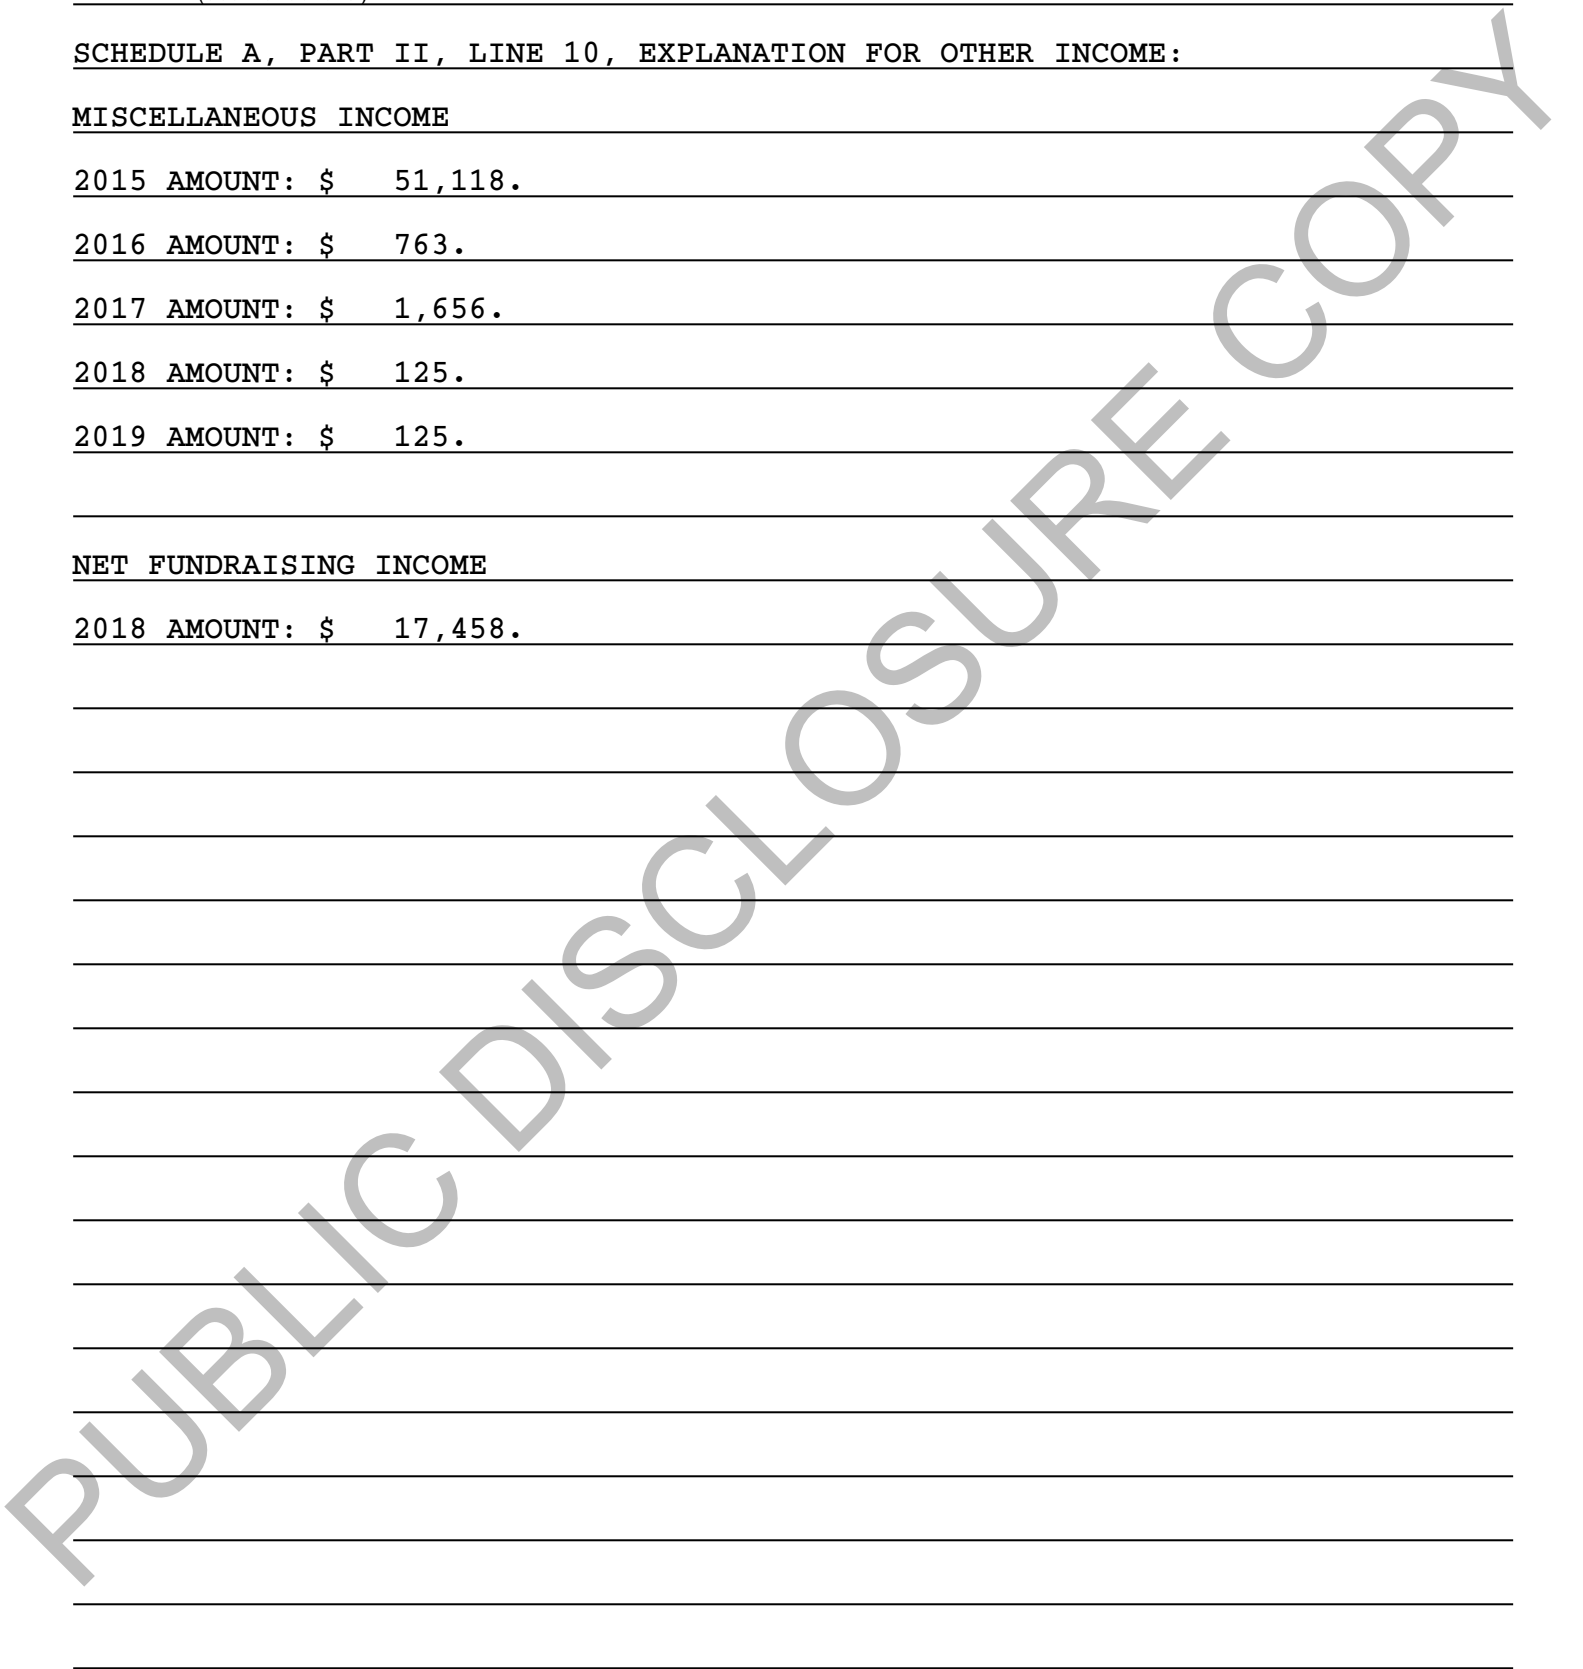 SCHEDULE A, PART II, LINE 10, EXPLANATION FOR OTHER INCOME:
MISCELLANEOUS INCOME
2015 AMOUNT: $ 51,118.
2016 AMOUNT: $ 763.
2017 AMOUNT: $ 1,656.
2018 AMOUNT: $ 125.
2019 AMOUNT: $ 125.
NET FUNDRAISING INCOME
2018 AMOUNT: $ 17,458.
PUBLIC DISCLOSURE COPY